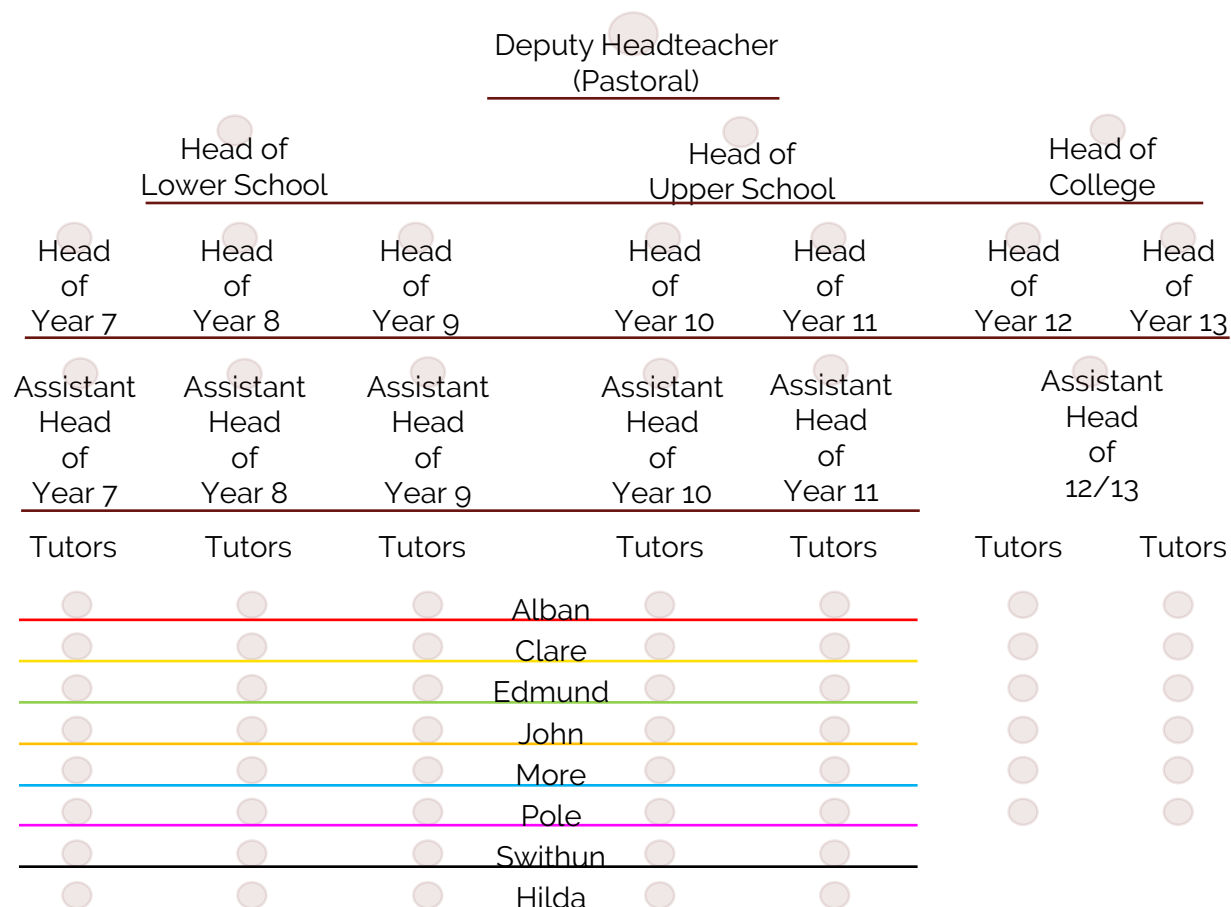 Deputy Headteacher
(Pastoral)
Head of
Lower School
Head of
Upper School
Head of
College
Head
of
Year 7
Head
of
Year 8
Head
of
Year 9
Head
of
Year 10
Head
of
Year 11
Head
of
Year 12
Head
of
Year 13
Assistant
Head
of
Year 7
Assistant
Head
of
Year 8
Assistant
Head
of
Year 9
Assistant
Head
of
Year 10
Assistant
Head
of
Year 11
Assistant
Head
of
12/13
Tutors
Tutors
Tutors
Tutors
Tutors
Tutors
Tutors
Alban
Clare
Edmund
John
More
Pole
Swithun
Hilda